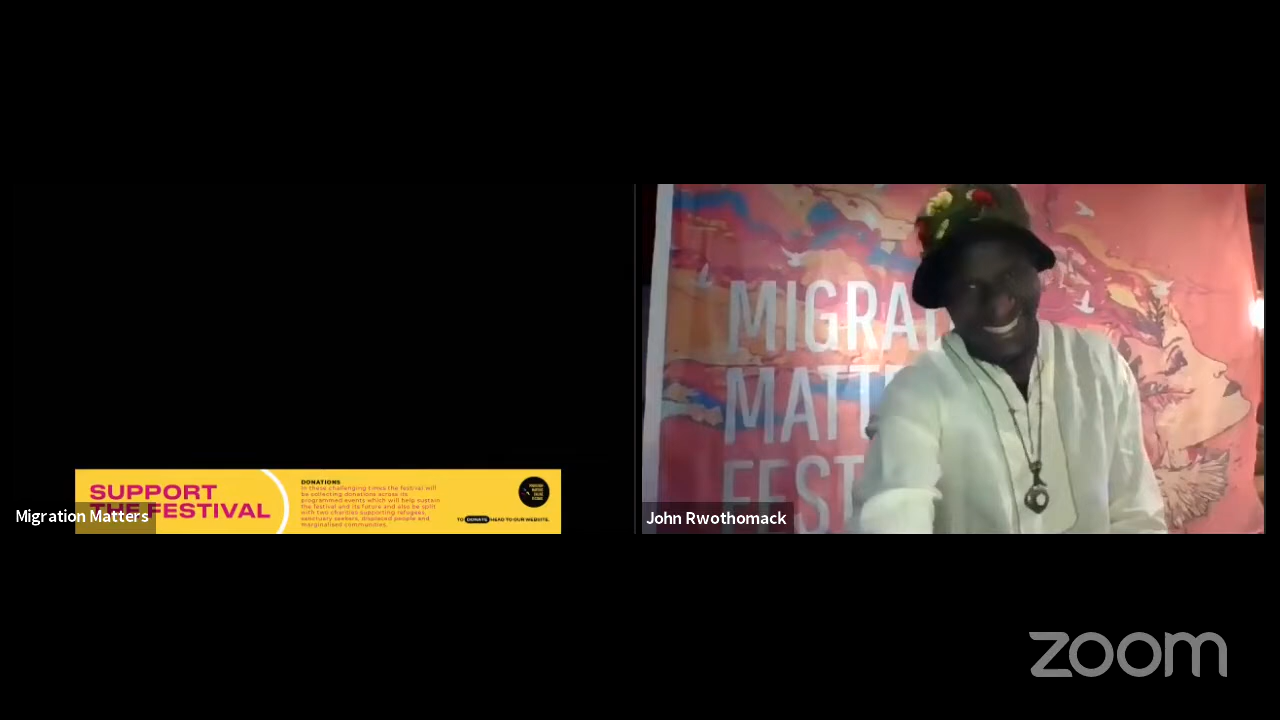 SUPPORT
THE FESTIVAL
DONATIONS
In these challenging times the festival will
be collecting donations across its
programmed events which will help sustain
the festival and its future and also be split
with two charities supporting refugees,
sanctuary seekers, displaced people and
marginalised communities.
TO DONATE HEAD TO OUR WEBSITE.
Migration Matters
MIGRA
MATT
FEST
John Rwothomack
zoom